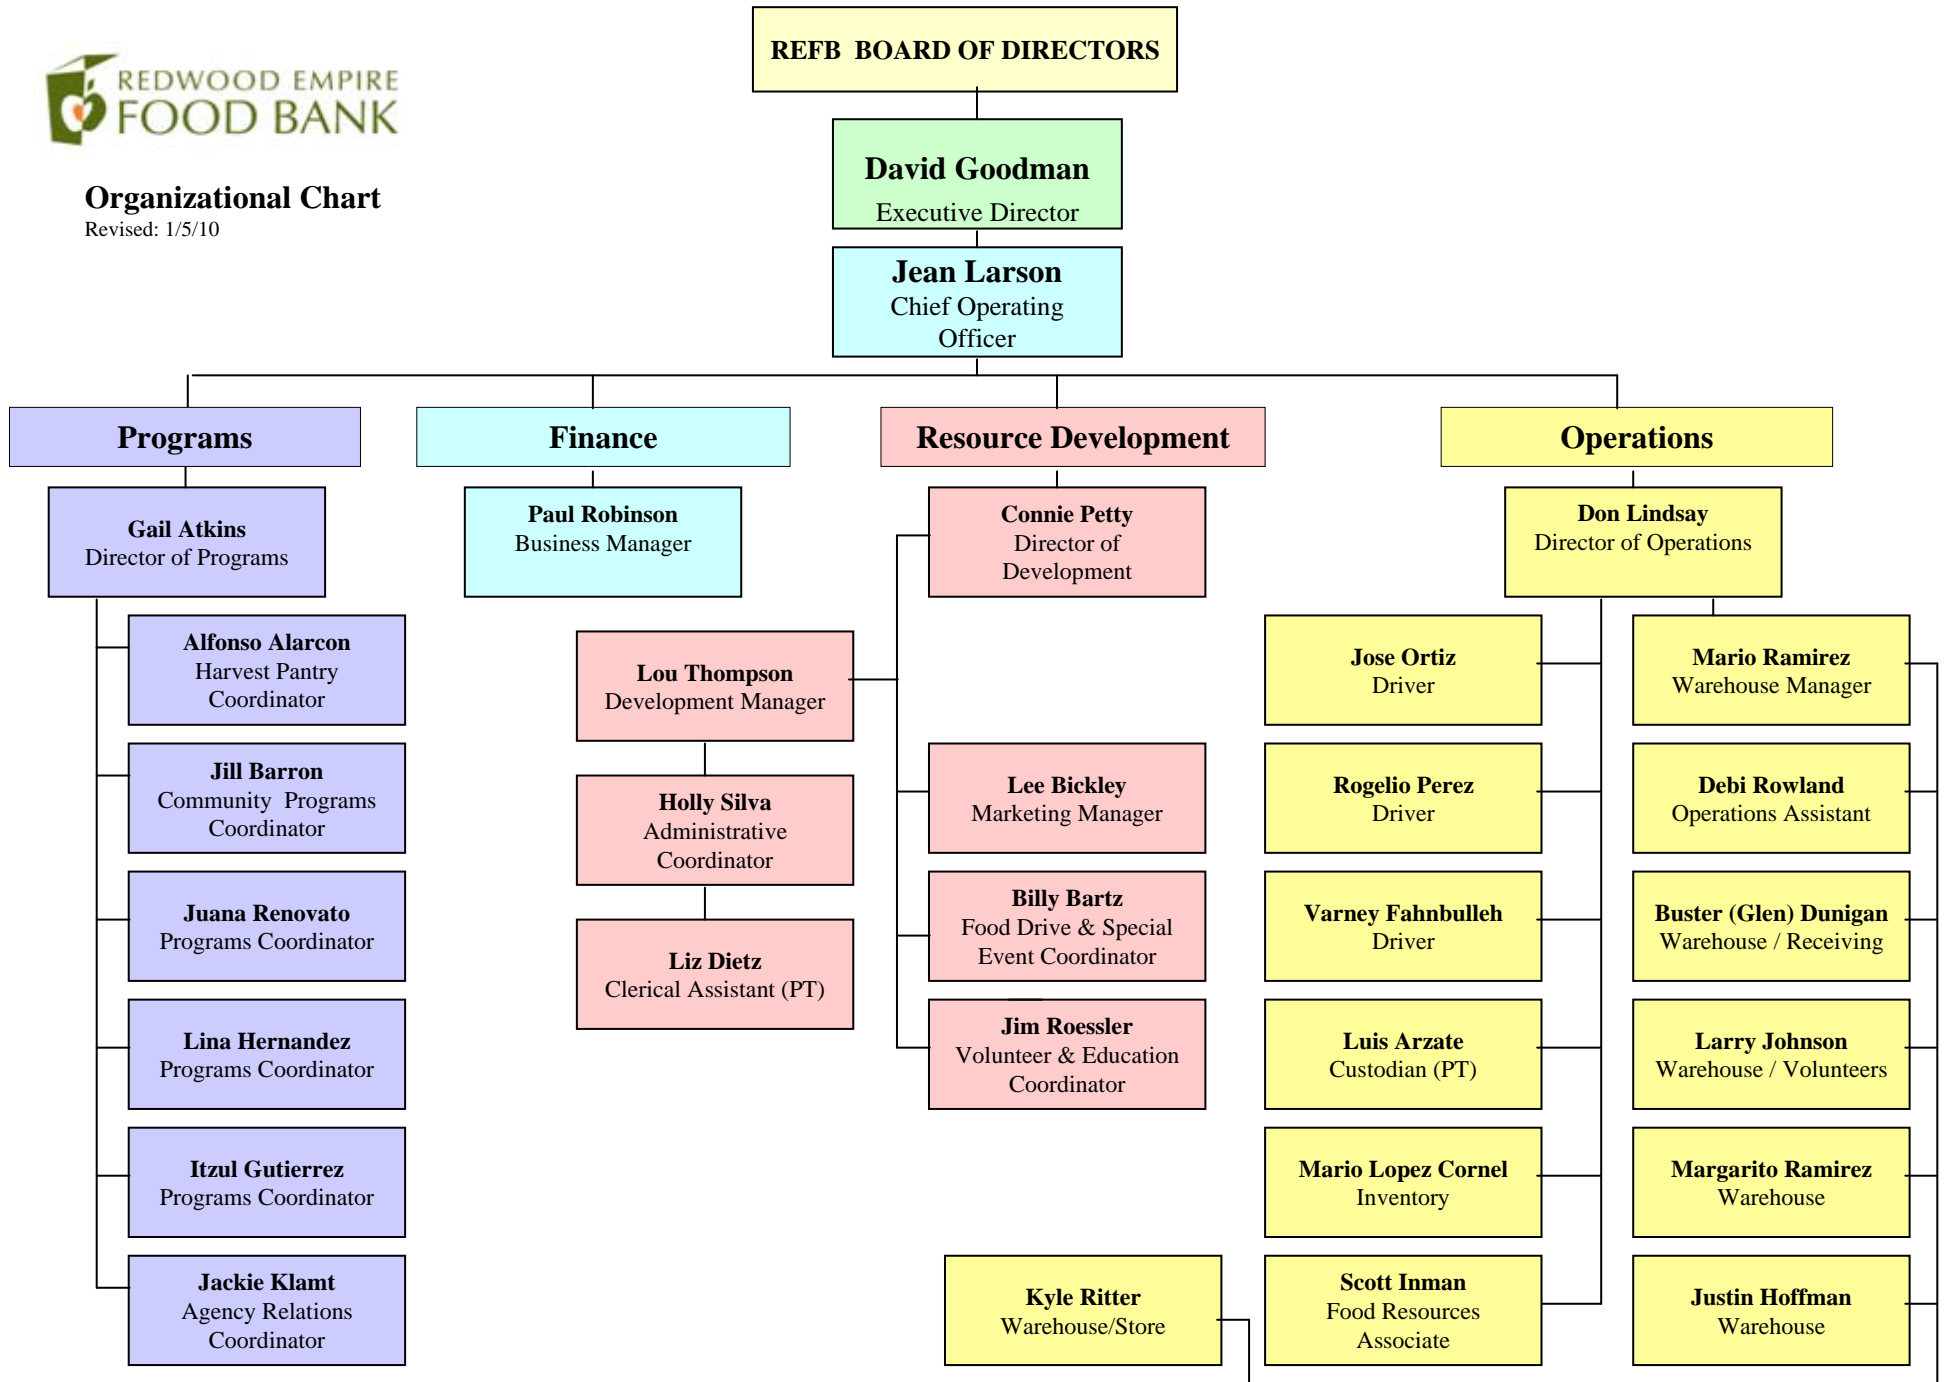 REFB  BOARD OF DIRECTORS
REDWOOD EMPIRE
FOOD BANK
Organizational Chart
Revised: 1/5/10
David Goodman
Executive Director
Jean Larson
Chief Operating
Officer
Programs
Finance
Resource Development
Operations
Gail Atkins
Director of Programs
Alfonso Alarcon
Harvest Pantry
Coordinator
Jill Barron
Community  Programs
Coordinator
Juana Renovato
Programs Coordinator
Lina Hernandez
Programs Coordinator
Itzul Gutierrez
Programs Coordinator
Jackie Klamt
Agency Relations
Coordinator
Paul Robinson
Business Manager
Connie Petty
Director of
Development
Lou Thompson
Development Manager
Holly Silva
Administrative
Coordinator
Liz Dietz
Clerical Assistant (PT)
Lee Bickley
Marketing Manager
Billy Bartz
Food Drive & Special
Event Coordinator
Jim Roessler
Volunteer & Education
Coordinator
Don Lindsay
Director of Operations
Jose Ortiz
Driver
Rogelio Perez
Driver
Varney Fahnbulleh
Driver
Luis Arzate
Custodian (PT)
Mario Lopez Cornel
Inventory
Scott Inman
Food Resources
Associate
Mario Ramirez
Warehouse Manager
Debi Rowland
Operations Assistant
Buster (Glen) Dunigan
Warehouse / Receiving
Larry Johnson
Warehouse / Volunteers
Margarito Ramirez
Warehouse
Justin Hoffman
Warehouse
Kyle Ritter
Warehouse/Store